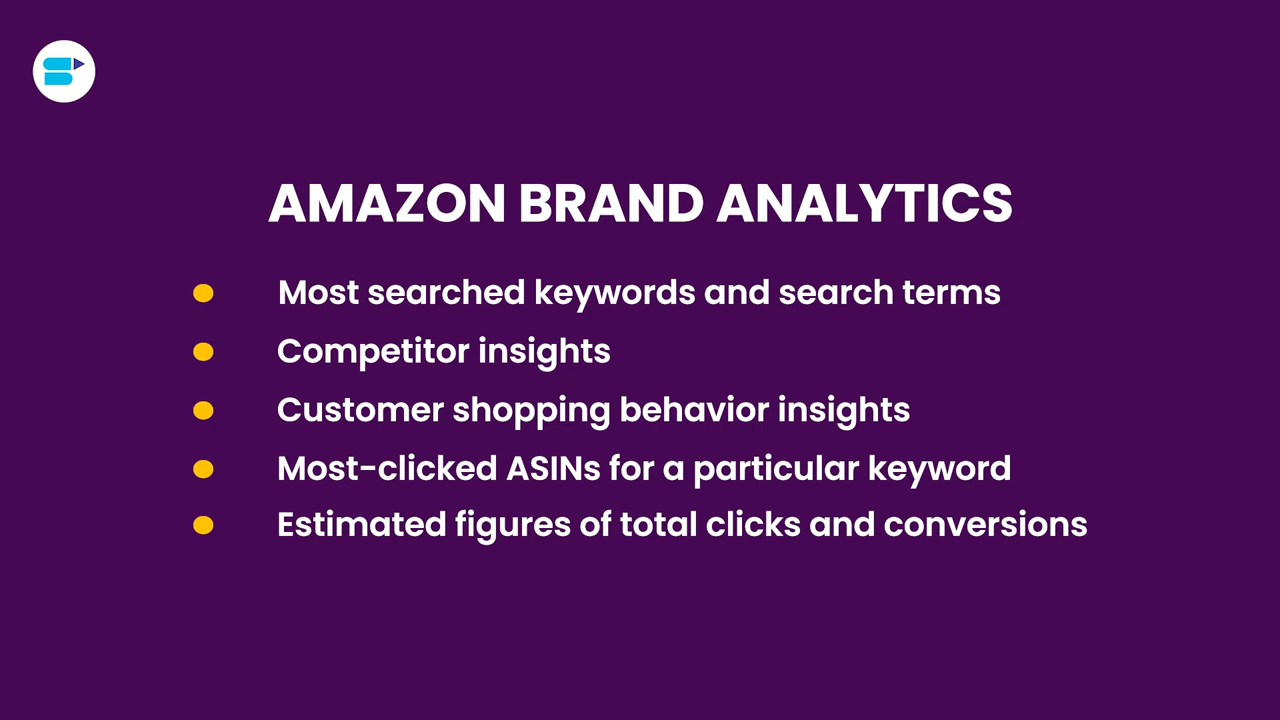 AMAZON BRAND ANALYTICS
Most searched keywords and search terms
Competitor insights
Customer shopping behavior insights
Most-clicked ASINs for a particular keyword
Estimated figures of total clicks and conversions